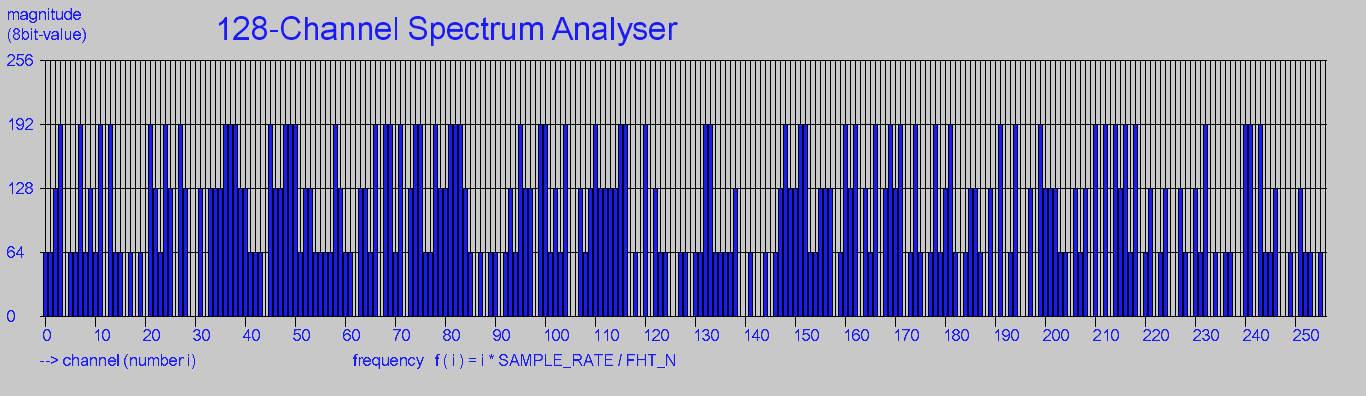 magnitude
(8bit-value)
128-Channel Spectrum Analyser
256
192
128
64
0
0 10 20 30 40 50 60 70 80 90 100 110 120 130 140 150 160 170 180 190 200 210 220 230 240 250
--> channel (number i) frequency f ( i ) = i * SAMPLE_RATE / FHT_N